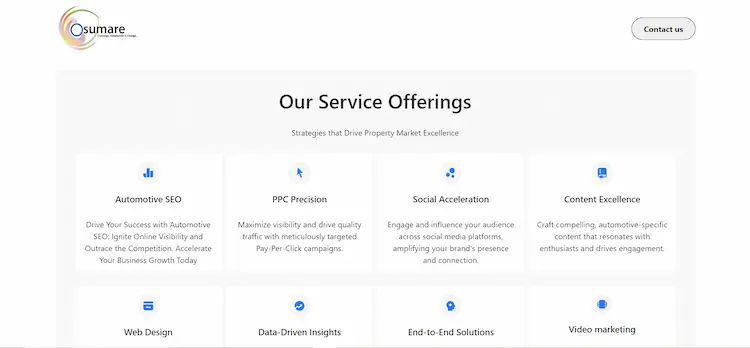 Osumare
Contact us
Our Service Offerings
Strategies that Drive Property Market Excellence
Automotive SEO
PPC Precision
Social Acceleration
Content Excellence
Drive Your Success with Automotive
SEO: Ignite Online Visibility and
Outrace the Competition. Accelerate
Your Business Growth Today
Maximize visibility and drive quality
traffic with meticulously targeted
Pay-Per-Click campaigns.
Engage and influence your audience
across social media platforms,
amplifying your brand's presence
and connection.
Craft compelling, automotive-specific
content that resonates with
enthusiasts and drives engagement.
Web Design
Data-Driven Insights
End-to-End Solutions
Video marketing